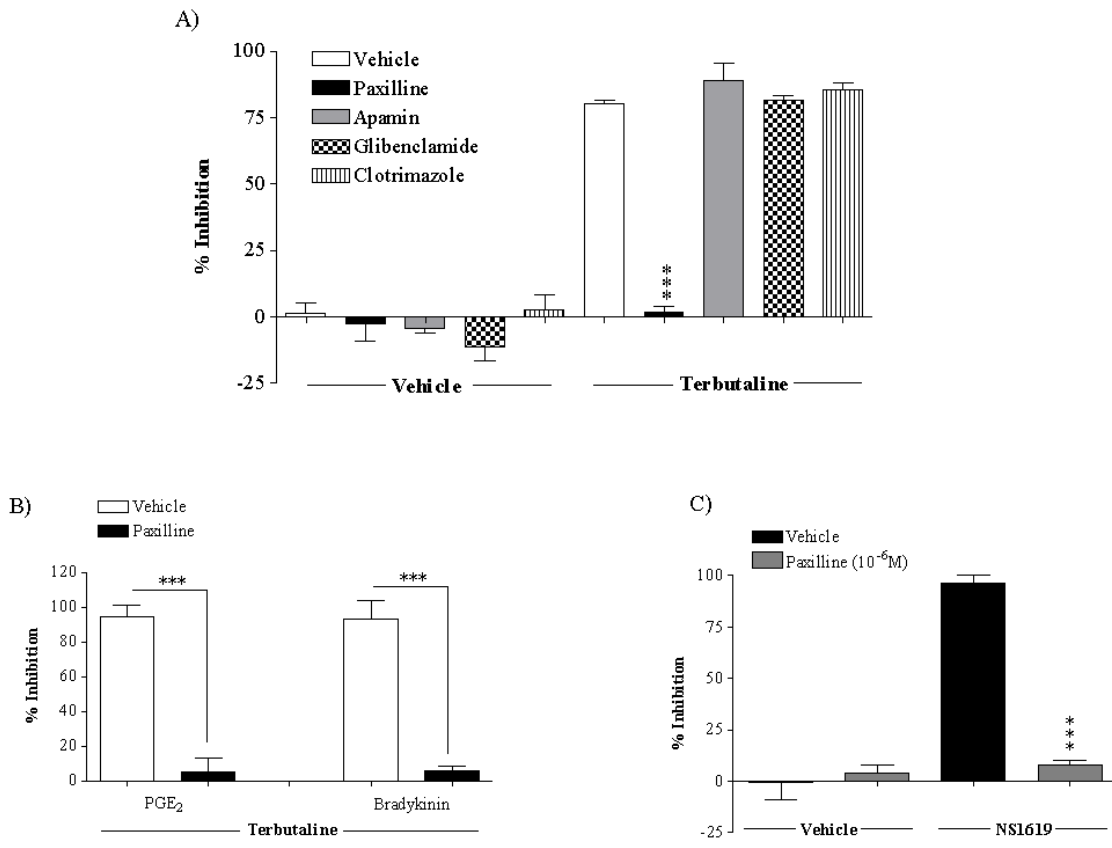 A)
100
75
50
25
0
-25
% Inhibition
Vehicle
Paxilline
Apamin
Glibenclamide
Clotrimazole
***
Vehicle
Terbutaline
B)
Vehicle
Paxilline
120
100
80
60
40
20
0
% Inhibition
***
***
PGE₂
Bradykinin
Terbutaline
C)
Vehicle
Paxilline (10⁻⁶M)
100
75
50
25
0
-25
% Inhibition
***
Vehicle
NS1619